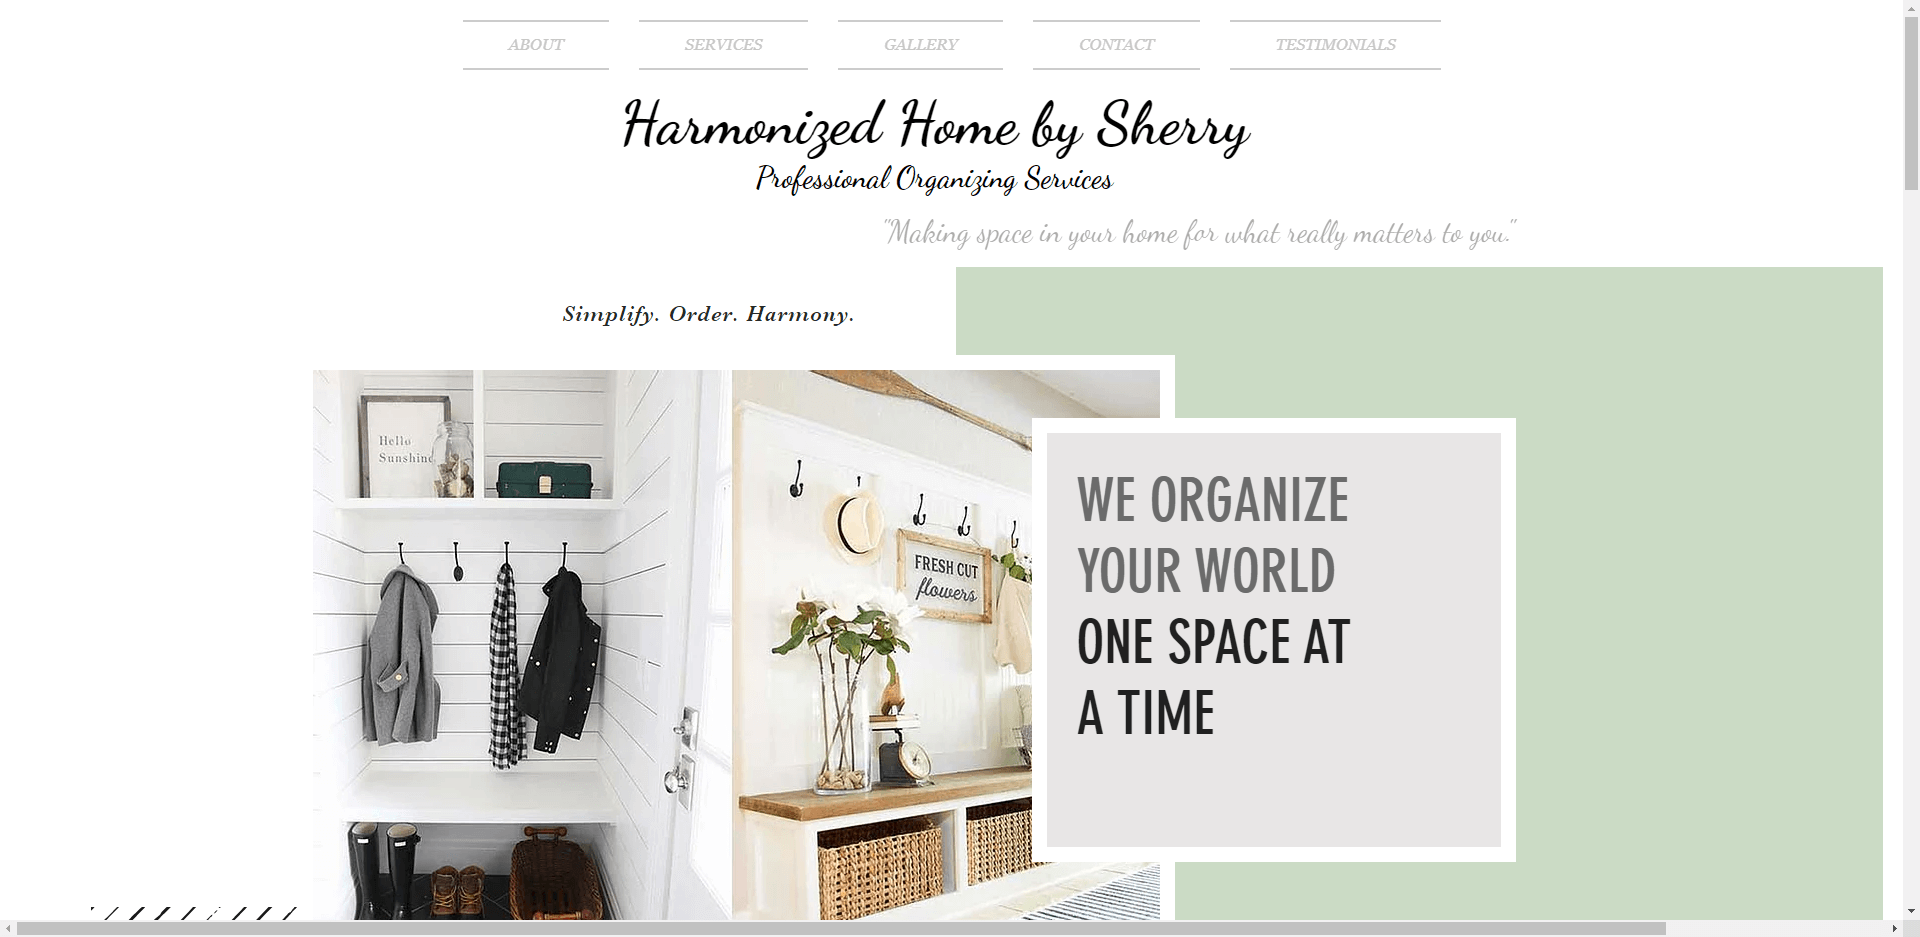 ABOUT
SERVICES
GALLERY
CONTACT
TESTIMONIALS
Harmonized Home by Sherry
Professional Organizing Services
"Making space in your home for what really matters to you."
Simplify. Order. Harmony.
Hello
Sunshine
FRESH CUT
flowers
WE ORGANIZE
YOUR WORLD
ONE SPACE AT
A TIME